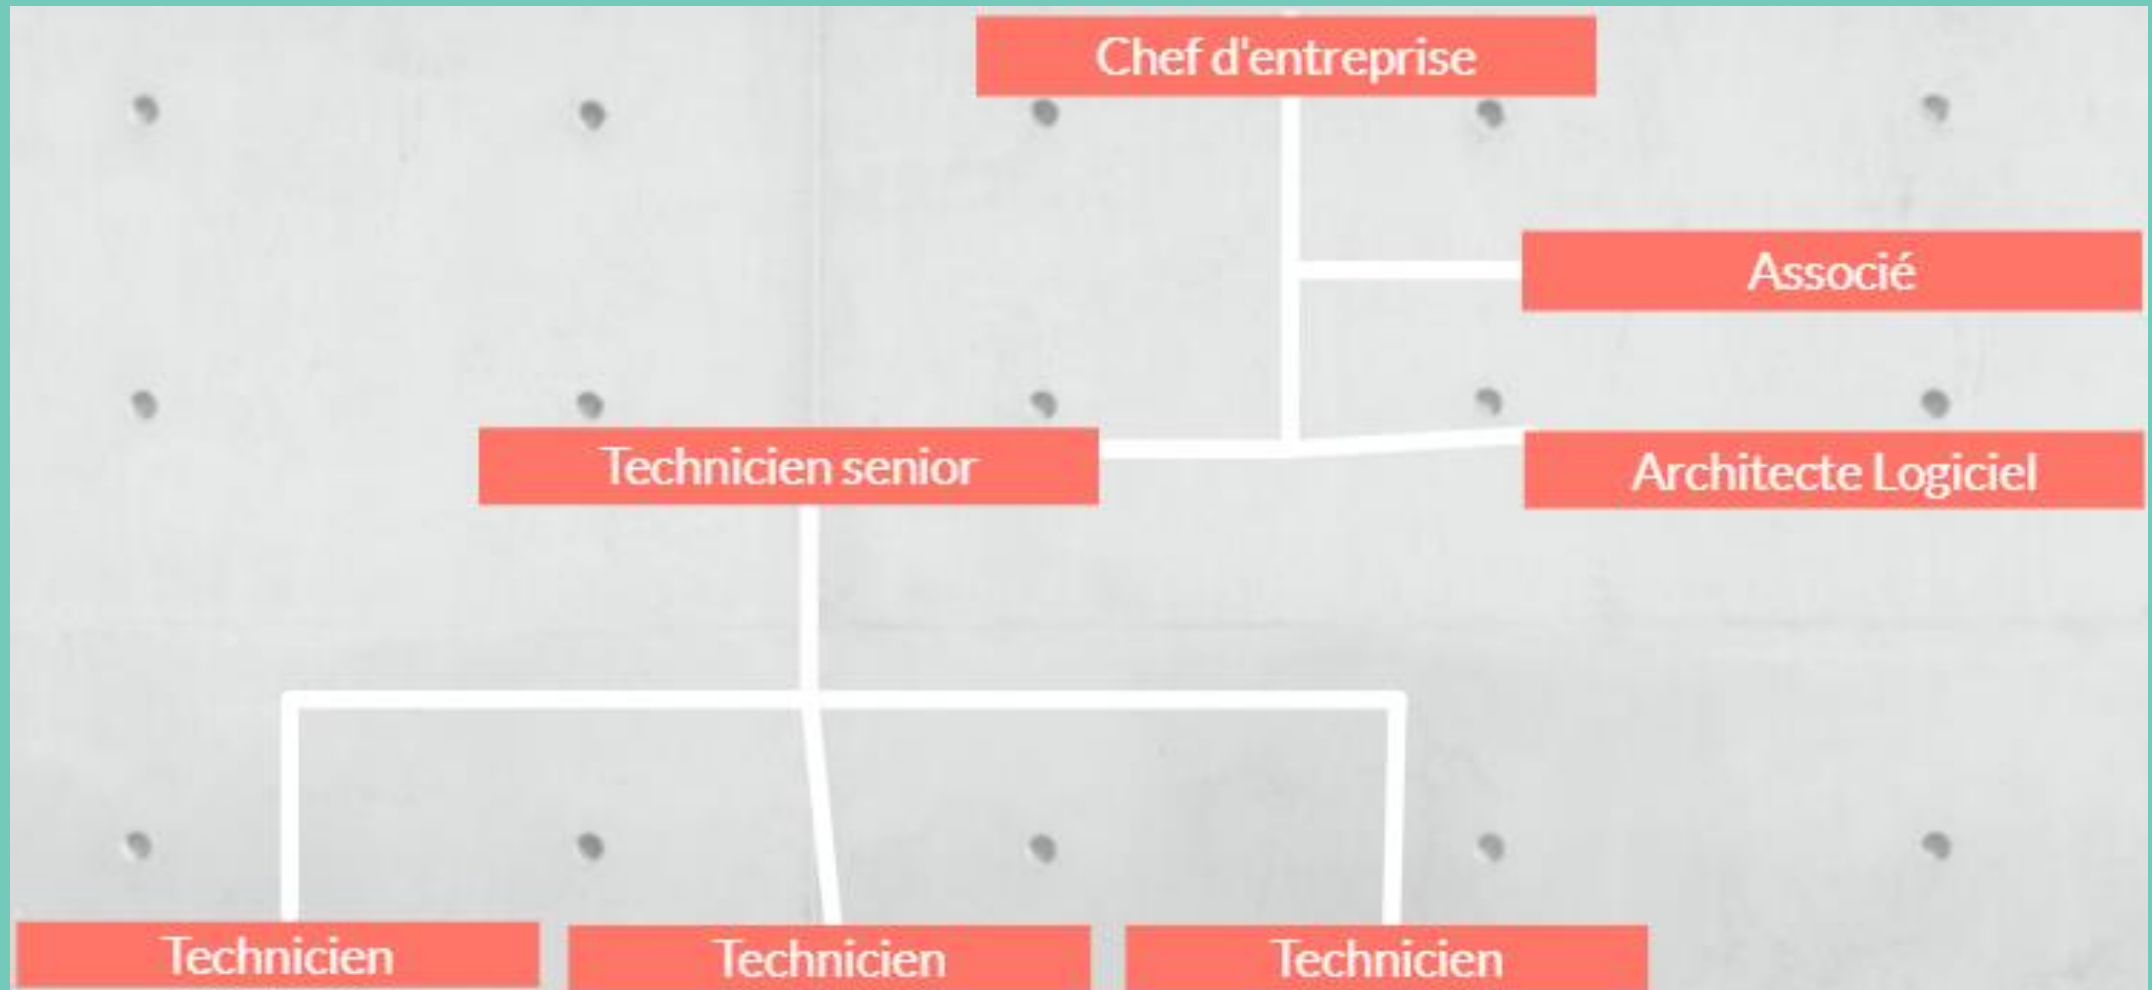 Chef d'entreprise
Associé
Technicien senior
Architecte Logiciel
Technicien
Technicien
Technicien